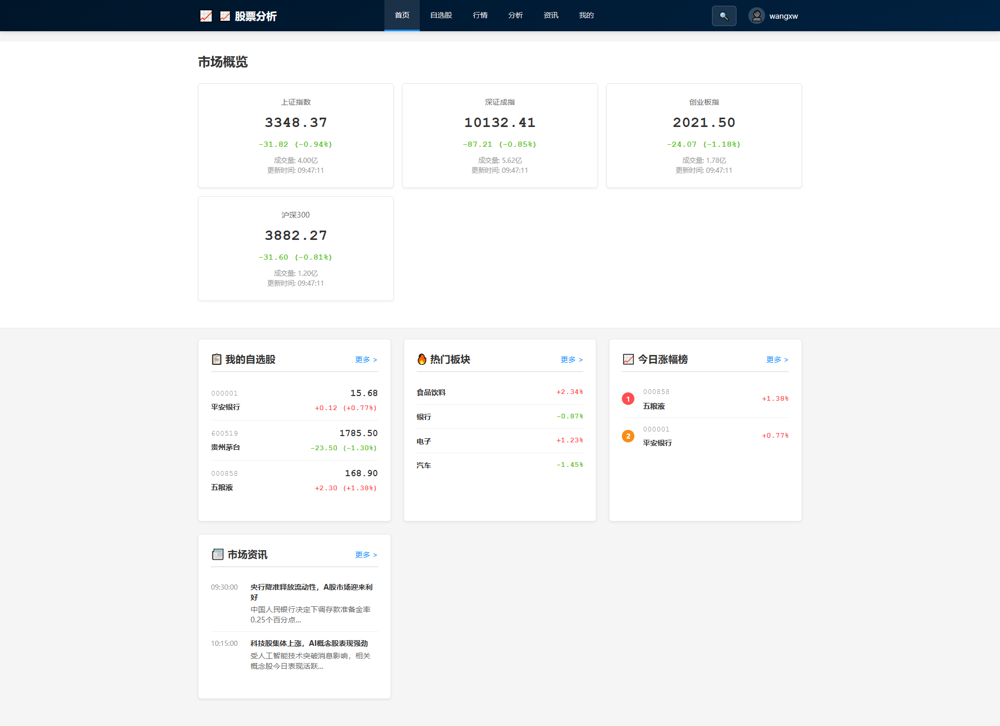 股票分析
首页 自选股 行情 分析 资讯 我的
wangxw
市场概览
上证指数
3348.37
-31.82 (-0.94%)
成交量: 4.00亿
更新时间: 09:47:11
深证成指
10132.41
-87.21 (-0.85%)
成交量: 5.62亿
更新时间: 09:47:11
创业板指
2021.50
-24.07 (-1.18%)
成交量: 1.78亿
更新时间: 09:47:11
沪深300
3882.27
-31.60 (-0.81%)
成交量: 1.20亿
更新时间: 09:47:11
我的自选股 更多 >
000001 15.68
平安银行 +0.12 (+0.77%)
600519 1785.50
贵州茅台 -23.50 (-1.30%)
000858 168.90
五粮液 +2.30 (+1.38%)
热门板块 更多 >
食品饮料 +2.34%
银行 -0.87%
电子 +1.23%
汽车 -1.45%
今日涨幅榜 更多 >
1 000858 +1.38%
五粮液
2 000001 +0.77%
平安银行
市场资讯 更多 >
09:30:00 央行降准释放流动性，A股市场迎来利
好
中国人民银行决定下调存款准备金率
0.25个百分点...
10:15:00 科技股集体上涨，AI概念股表现强劲
受人工智能技术突破消息影响，相关
概念股今日表现活跃...